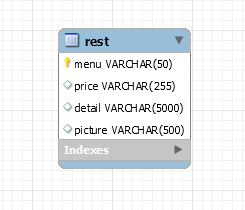 rest
menu VARCHAR(50)
price VARCHAR(255)
detail VARCHAR(5000)
picture VARCHAR(500)
Indexes